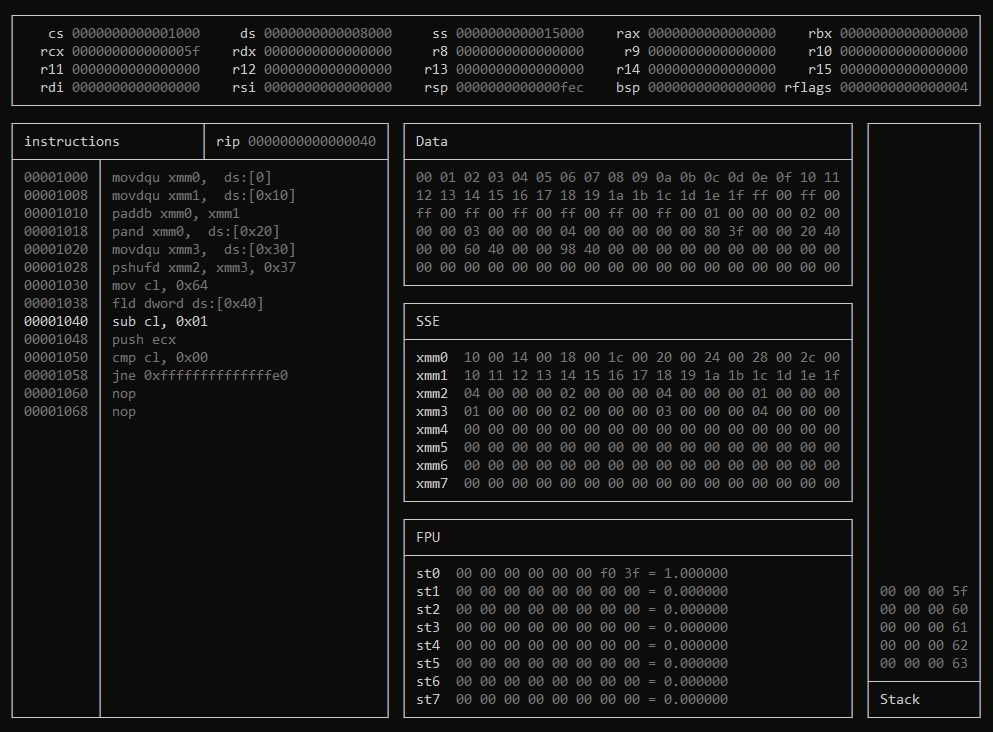 cs 0000000000001000 ds 0000000000008000 ss 0000000000015000 rax 0000000000000000 rbx 0000000000000000
rcx 000000000000005f rdx 0000000000000000 r8 0000000000000000 r9 0000000000000000 r10 0000000000000000
r11 0000000000000000 r12 0000000000000000 r13 0000000000000000 r14 0000000000000000 r15 0000000000000000
rdi 0000000000000000 rsi 0000000000000000 rsp 0000000000000fec bsp 0000000000000000 rflags 0000000000000004
instructions rip 0000000000000040
00001000 movdqu xmm0, ds:[0]
00001008 movdqu xmm1, ds:[0x10]
00001010 paddb xmm0, xmm1
00001018 pand xmm0, ds:[0x20]
00001020 movdqu xmm3, ds:[0x30]
00001028 pshufd xmm2, xmm3, 0x37
00001030 mov cl, 0x64
00001038 fld dword ds:[0x40]
00001040 sub cl, 0x01
00001048 push ecx
00001050 cmp cl, 0x00
00001058 jne 0xffffffffffffffe0
00001060 nop
00001068 nop
Data
00 01 02 03 04 05 06 07 08 09 0a 0b 0c 0d 0e 0f 10 11
12 13 14 15 16 17 18 19 1a 1b 1c 1d 1e 1f ff 00 ff 00
ff 00 ff 00 ff 00 ff 00 ff 00 ff 00 01 00 00 00 02 00
00 00 03 00 00 00 04 00 00 00 00 00 80 3f 00 00 20 40
00 00 60 40 00 00 98 40 00 00 00 00 00 00 00 00 00 00
00 00 00 00 00 00 00 00 00 00 00 00 00 00 00 00 00 00
SSE
xmm0 10 00 14 00 18 00 1c 00 20 00 24 00 28 00 2c 00
xmm1 10 11 12 13 14 15 16 17 18 19 1a 1b 1c 1d 1e 1f
xmm2 04 00 00 00 02 00 00 00 04 00 00 00 01 00 00 00
xmm3 01 00 00 00 02 00 00 00 03 00 00 00 04 00 00 00
xmm4 00 00 00 00 00 00 00 00 00 00 00 00 00 00 00 00
xmm5 00 00 00 00 00 00 00 00 00 00 00 00 00 00 00 00
xmm6 00 00 00 00 00 00 00 00 00 00 00 00 00 00 00 00
xmm7 00 00 00 00 00 00 00 00 00 00 00 00 00 00 00 00
FPU
st0 00 00 00 00 00 00 f0 3f = 1.000000
st1 00 00 00 00 00 00 00 00 = 0.000000
st2 00 00 00 00 00 00 00 00 = 0.000000
st3 00 00 00 00 00 00 00 00 = 0.000000
st4 00 00 00 00 00 00 00 00 = 0.000000
st5 00 00 00 00 00 00 00 00 = 0.000000
st6 00 00 00 00 00 00 00 00 = 0.000000
st7 00 00 00 00 00 00 00 00 = 0.000000
00 00 00 5f
00 00 00 60
00 00 00 61
00 00 00 62
00 00 00 63
Stack